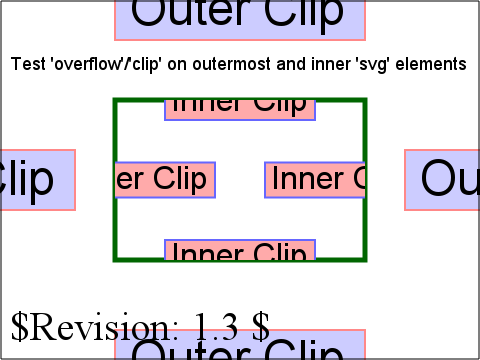 Outer Clip
Test 'overflow'/'clip' on outermost and inner 'svg' elements
Inner Clip
Clip
er Clip
Inner C
Ou
Inner Clip
$Revision: 1.3 $
Outer Clip